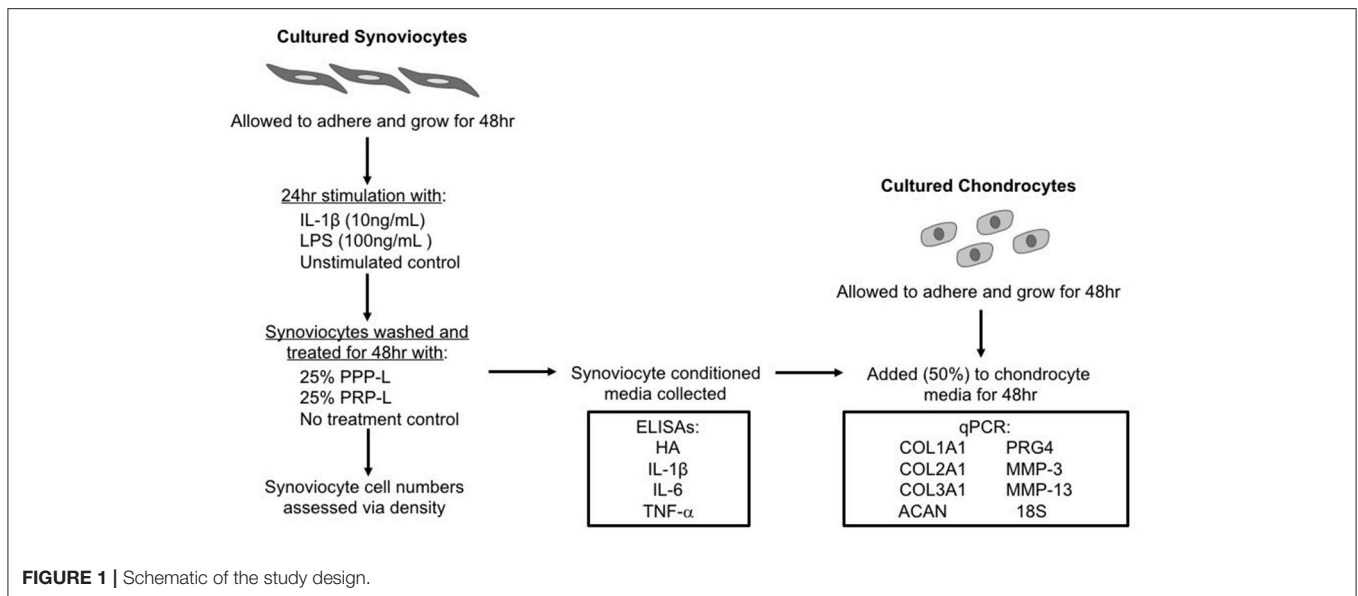 Cultured Synoviocytes
Allowed to adhere and grow for 48hr
24hr stimulation with:
IL-1β (10ng/mL)
LPS (100ng/mL )
Unstimulated control
Synoviocytes washed and
treated for 48hr with:
25% PPP-L
25% PRP-L
No treatment control
Synoviocyte cell numbers
assessed via density
Synoviocyte conditioned
media collected
ELISAs:
HA
IL-1β
IL-6
TNF-α
Cultured Chondrocytes
Allowed to adhere and grow for 48hr
Added (50%) to chondrocyte
media for 48hr
qPCR:
COL1A1 PRG4
COL2A1 MMP-3
COL3A1 MMP-13
ACAN 18S
FIGURE 1 | Schematic of the study design.